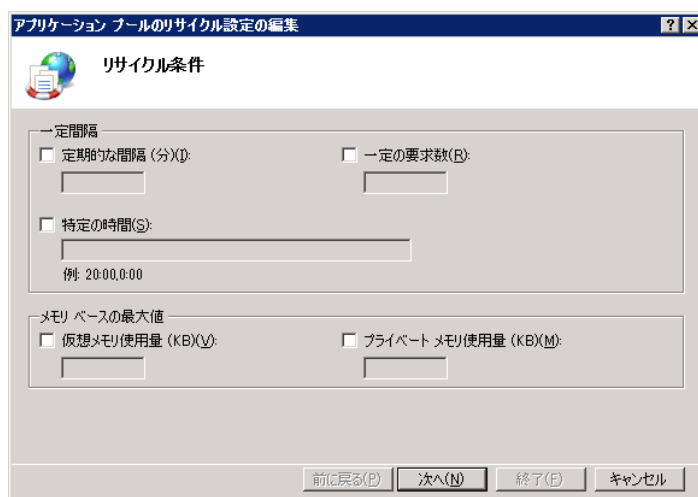 アプリケーション プールのリサイクル設定の編集
リサイクル条件
一定間隔
定期的な間隔 (分)(I):
一定の要求数(R):
特定の時間(S):
例: 20:00,0:00
メモリ ベースの最大値
仮想メモリ使用量 (KB)(V):
プライベート メモリ使用量 (KB)(M):
前に戻る(P)
次へ(N)
終了(F)
キャンセル